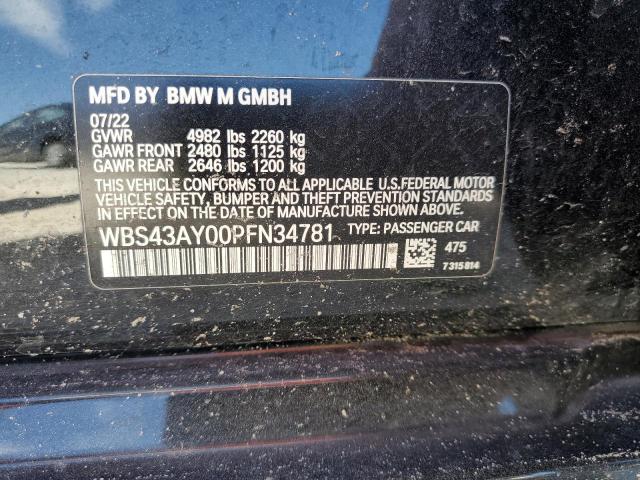 MFD BY BMW M GMBH
07/22
GVWR 4982 lbs 2260 kg
GAWR FRONT 2480 lbs 1125 kg
GAWR REAR 2646 lbs 1200 kg
THIS VEHICLE CONFORMS TO ALL APPLICABLE U.S.FEDERAL MOTOR
VEHICLE SAFETY, BUMPER AND THEFT PREVENTION STANDARDS
IN EFFECT ON THE DATE OF MANUFACTURE SHOWN ABOVE.
WBS43AY00PFN34781 TYPE: PASSENGER CAR
475
7315814